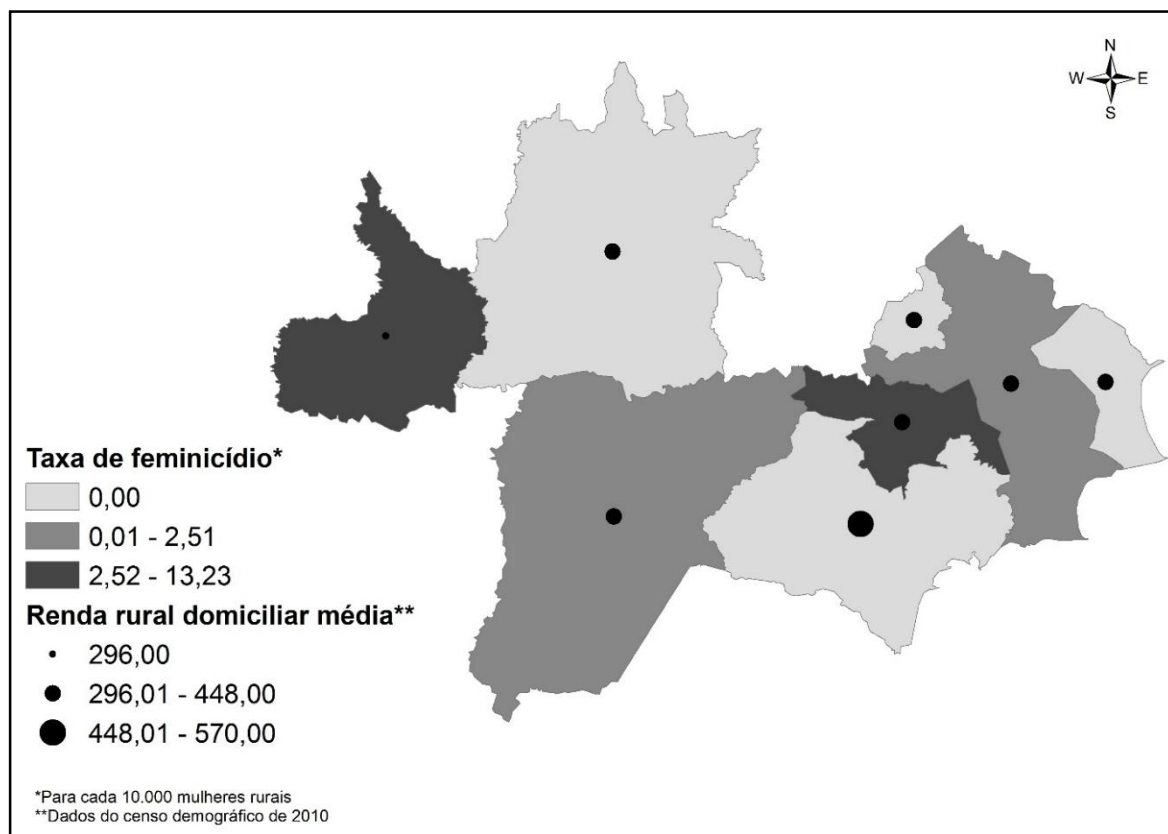 N
W E
S
Taxa de feminicídio*
0,00
0,01 - 2,51
2,52 - 13,23
Renda rural domiciliar média**
296,00
296,01 - 448,00
448,01 - 570,00
*Para cada 10.000 mulheres rurais
**Dados do censo demográfico de 2010